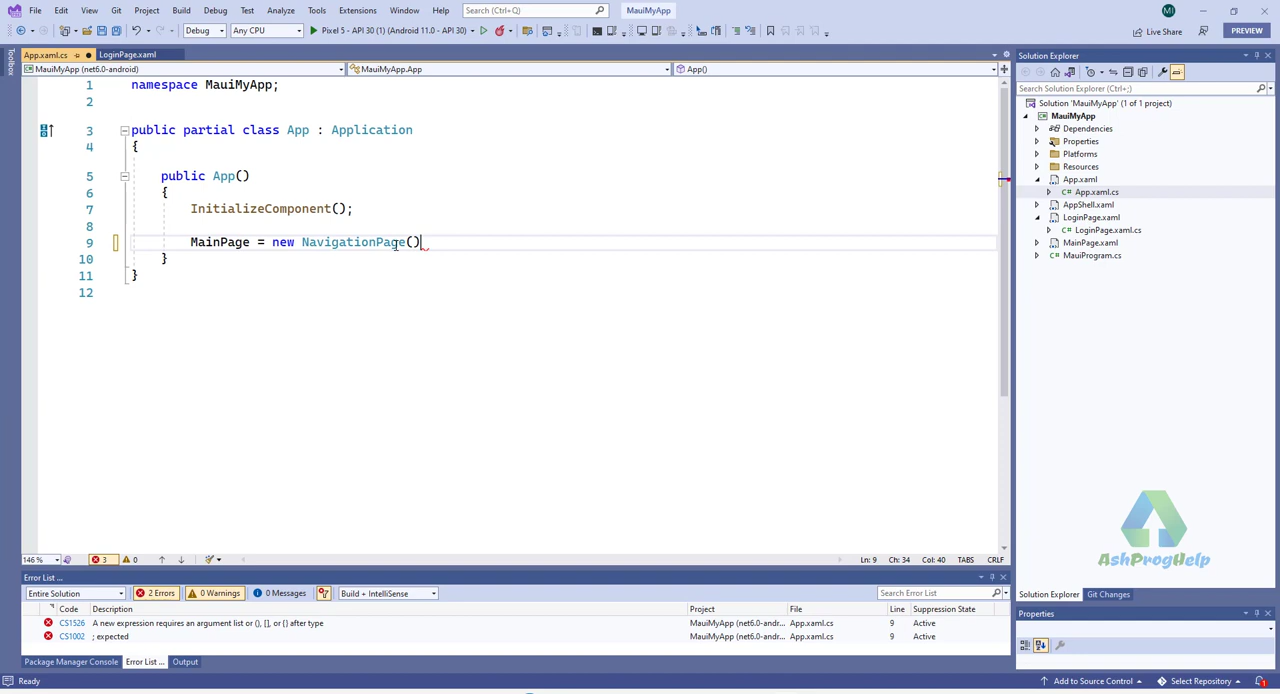 File Edit View Git Project Build Debug Test Analyze Tools Extensions Window Help Search (Ctrl+Q) MauiMyApp MI
Debug Any CPU Pixel 5 - API 30 (1) (Android 11.0 - API 30) Live Share PREVIEW
Toolbox
App.xaml.cs LoginPage.xaml
MauiMyApp (net6.0-android) MauiMyApp.App App()
1 namespace MauiMyApp;
2
3 public partial class App : Application
4 {
5 public App()
6 {
7 InitializeComponent();
8
9 MainPage = new NavigationPage()
10 }
11 }
12
146 % 3 0 Ln: 9 Ch: 34 Col: 40 TABS CRLF
Error List ...
Entire Solution 2 Errors 0 Warnings 0 Messages Build + IntelliSense Search Error List
Code Description Project File Line Suppression State
CS1526 A new expression requires an argument list or (), [], or {} after type MauiMyApp (net6.0-andr... App.xaml.cs 9 Active
CS1002 ; expected MauiMyApp (net6.0-andr... App.xaml.cs 9 Active
Package Manager Console Error List ... Output
Ready Add to Source Control Select Repository 1
Solution Explorer
Search Solution Explorer (Ctrl+;)
Solution 'MauiMyApp' (1 of 1 project)
MauiMyApp
Dependencies
Properties
Platforms
Resources
App.xaml
App.xaml.cs
AppShell.xaml
LoginPage.xaml
LoginPage.xaml.cs
MainPage.xaml
MauiProgram.cs
AshProgHelp
Solution Explorer Git Changes
Properties